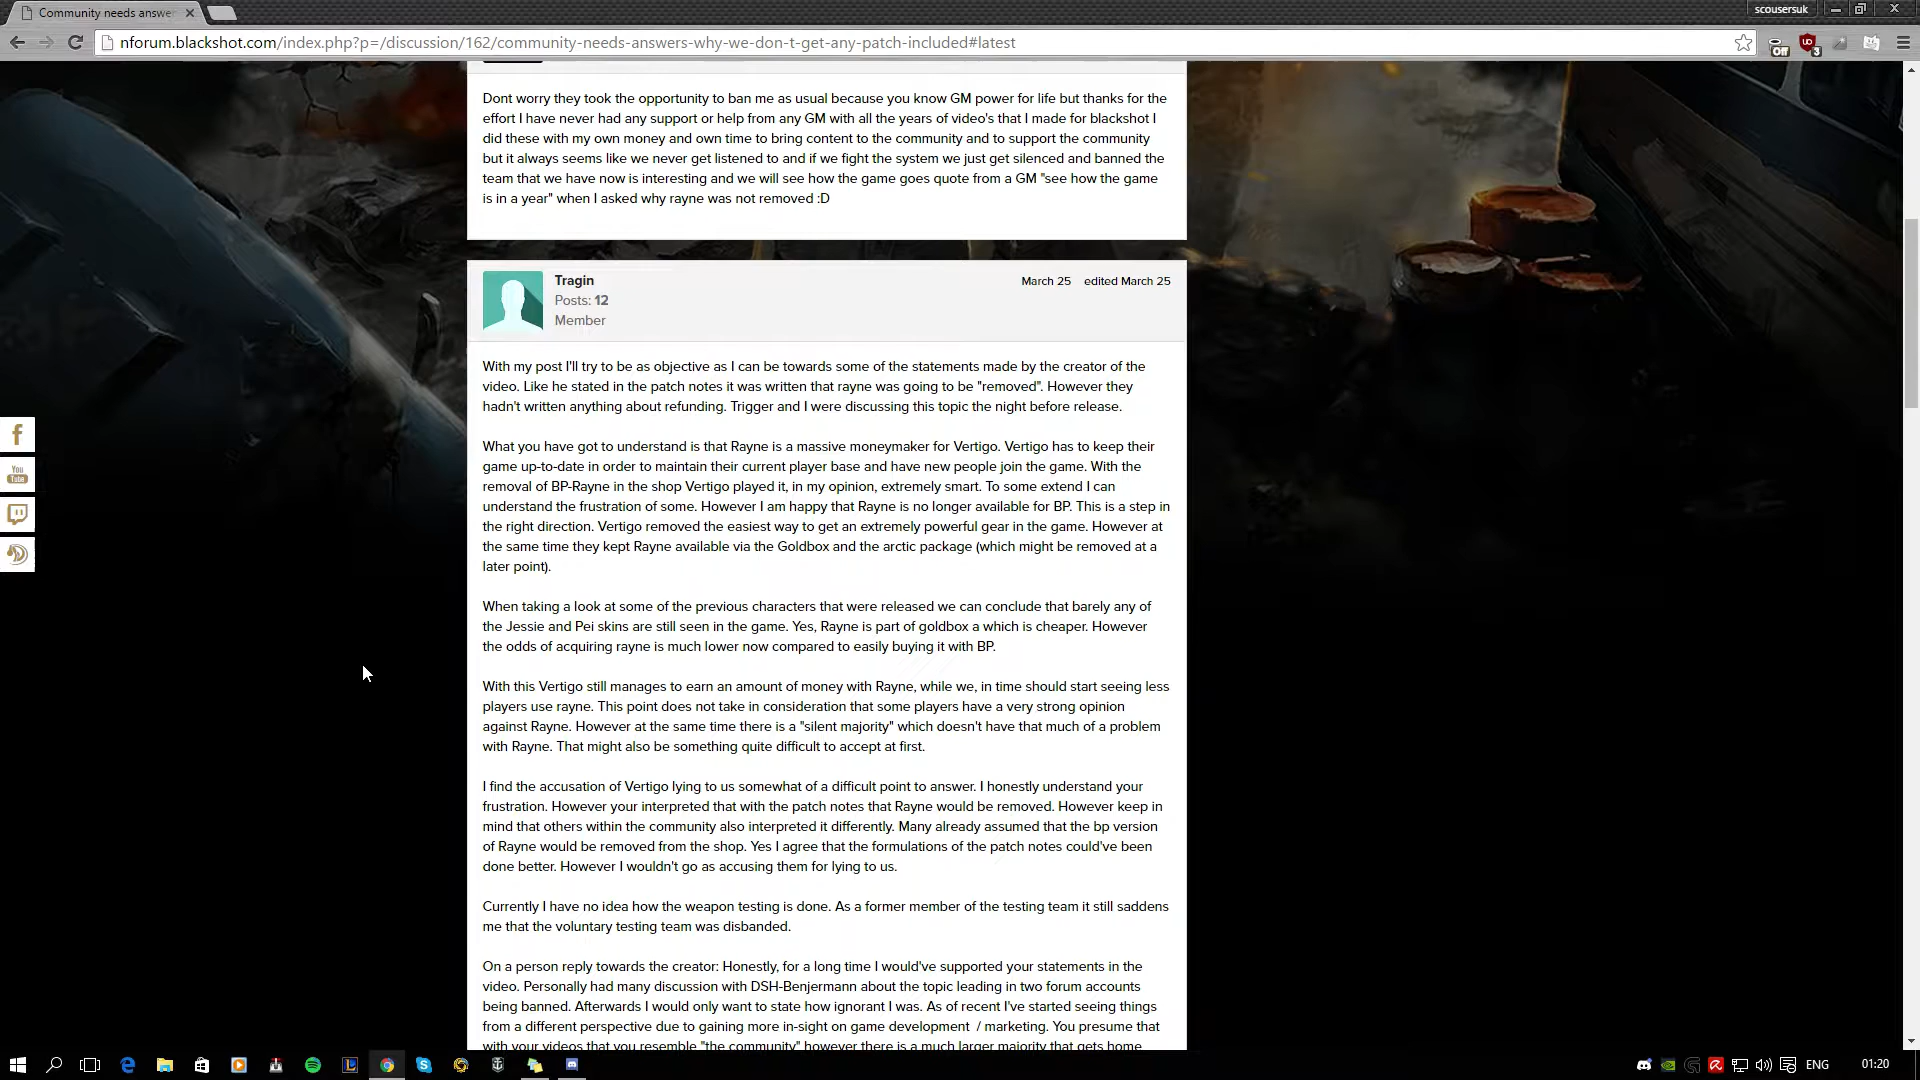 Community needs answer
scousersuk
nforum.blackshot.com/index.php?p=/discussion/162/community-needs-answers-why-we-don-t-get-any-patch-included#latest
Off
3
Dont worry they took the opportunity to ban me as usual because you know GM power for life but thanks for the
effort I have never had any support or help from any GM with all the years of video's that I made for blackshot I
did these with my own money and own time to bring content to the community and to support the community
but it always seems like we never get listened to and if we fight the system we just get silenced and banned the
team that we have now is interesting and we will see how the game goes quote from a GM "see how the game
is in a year" when I asked why rayne was not removed :D
Tragin
March 25 edited March 25
Posts: 12
Member
With my post I'll try to be as objective as I can be towards some of the statements made by the creator of the
video. Like he stated in the patch notes it was written that rayne was going to be "removed". However they
hadn't written anything about refunding. Trigger and I were discussing this topic the night before release.
What you have got to understand is that Rayne is a massive moneymaker for Vertigo. Vertigo has to keep their
game up-to-date in order to maintain their current player base and have new people join the game. With the
removal of BP-Rayne in the shop Vertigo played it, in my opinion, extremely smart. To some extend I can
understand the frustration of some. However I am happy that Rayne is no longer available for BP. This is a step in
the right direction. Vertigo removed the easiest way to get an extremely powerful gear in the game. However at
the same time they kept Rayne available via the Goldbox and the arctic package (which might be removed at a
later point).
When taking a look at some of the previous characters that were released we can conclude that barely any of
the Jessie and Pei skins are still seen in the game. Yes, Rayne is part of goldbox a which is cheaper. However
the odds of acquiring rayne is much lower now compared to easily buying it with BP.
With this Vertigo still manages to earn an amount of money with Rayne, while we, in time should start seeing less
players use rayne. This point does not take in consideration that some players have a very strong opinion
against Rayne. However at the same time there is a "silent majority" which doesn't have that much of a problem
with Rayne. That might also be something quite difficult to accept at first.
I find the accusation of Vertigo lying to us somewhat of a difficult point to answer. I honestly understand your
frustration. However your interpreted that with the patch notes that Rayne would be removed. However keep in
mind that others within the community also interpreted it differently. Many already assumed that the bp version
of Rayne would be removed from the shop. Yes I agree that the formulations of the patch notes could've been
done better. However I wouldn't go as accusing them for lying to us.
Currently I have no idea how the weapon testing is done. As a former member of the testing team it still saddens
me that the voluntary testing team was disbanded.
On a person reply towards the creator: Honestly, for a long time I would've supported your statements in the
video. Personally had many discussion with DSH-Benjermann about the topic leading in two forum accounts
being banned. Afterwards I would only want to state how ignorant I was. As of recent I've started seeing things
from a different perspective due to gaining more in-sight on game development / marketing. You presume that
with your videos that you resemble "the community" however there is a much larger majority that gets home
You
Tube
ENG
01:20